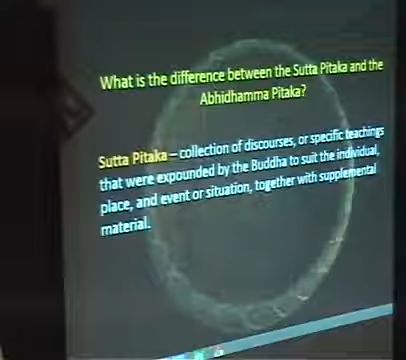 What is the difference between the Sutta Pitaka and the
Abhidhamma Pitaka?
Sutta Pitaka – collection of discourses, or specific teachings
that were expounded by the Buddha to suit the individual,
place, and event or situation, together with supplemental
material.